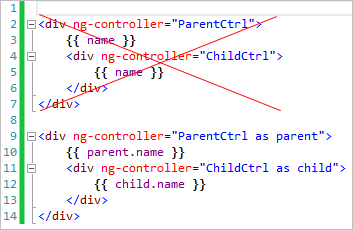 1
2 <div ng-controller="ParentCtrl">
3 {{ name }}
4 <div ng-controller="ChildCtrl">
5 {{ name }}
6 </div>
7 </div>
8
9 <div ng-controller="ParentCtrl as parent">
10 {{ parent.name }}
11 <div ng-controller="ChildCtrl as child">
12 {{ child.name }}
13 </div>
14 </div>